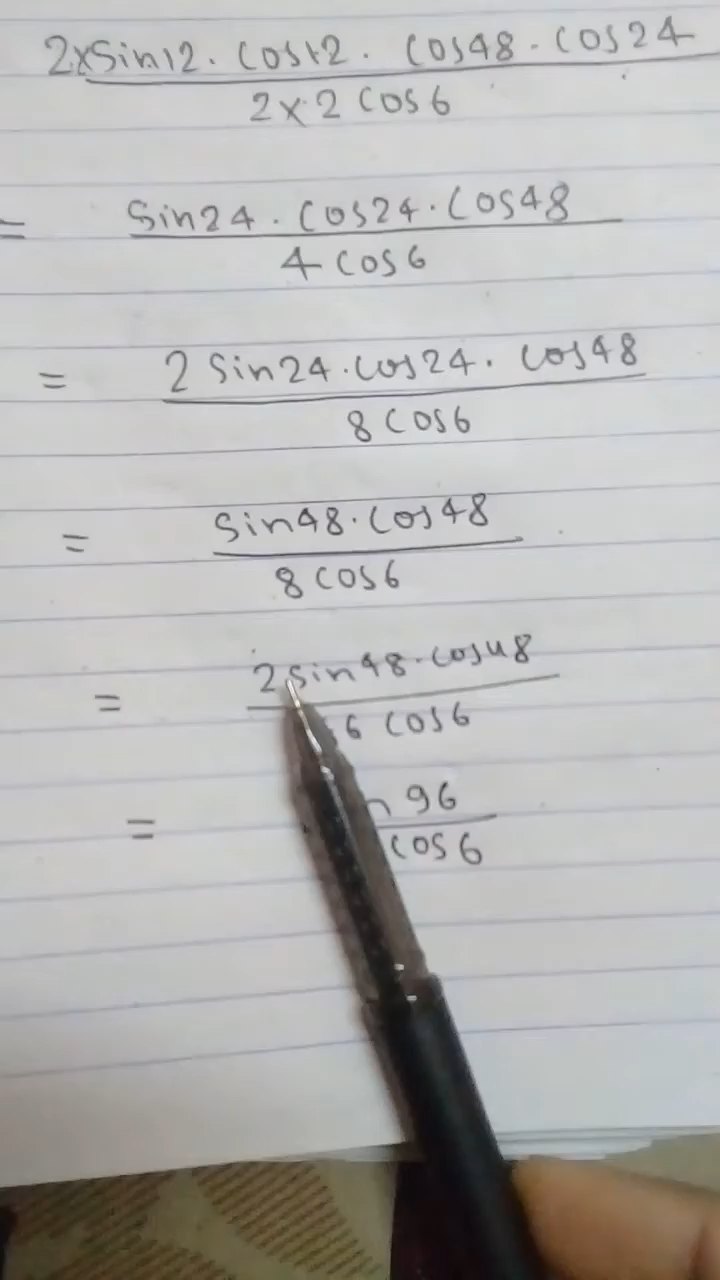 2×Sin12. Cos12. Cos48. Cos24
2×2 Cos6
= Sin24. Cos24. Cos48
4 Cos6
= 2 Sin24. Cos24. Cos48
8 Cos6
= Sin48. Cos48
8 Cos6
= 2 Sin48. Cos48
6 Cos6
= n 96
Cos6